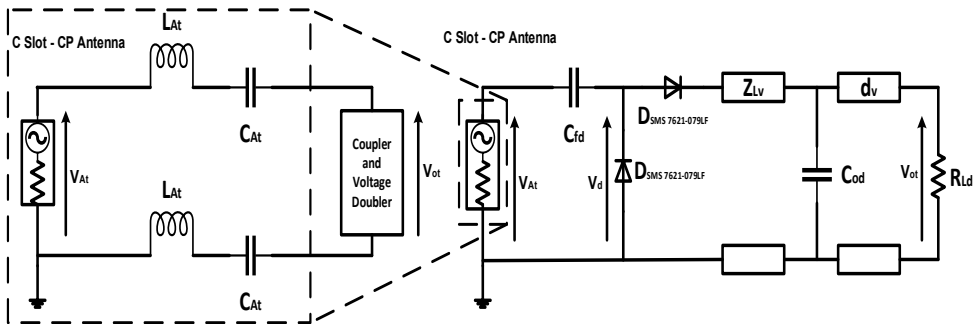 C Slot - CP Antenna
LAt
CAt
VAt
Coupler
and
Voltage
Doubler
Vot
LAt
CAt
C Slot - CP Antenna
VAt
Cfd
Vd
DSMS 7621-079LF
DSMS 7621-079LF
ZLv
Cod
dv
Vot
RLd